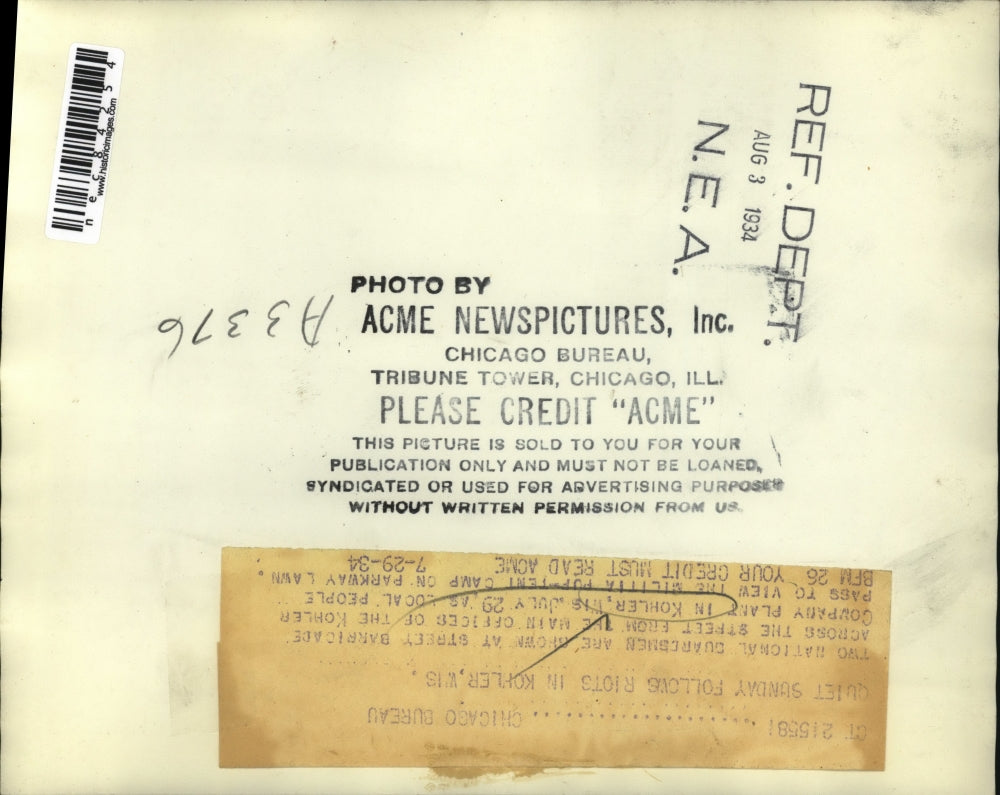 necc84254
www.historicimages.com
REF. DEPT.
AUG 3 1934
N.E.A.
A3376
PHOTO BY
ACME NEWSPICTURES, Inc.
CHICAGO BUREAU,
TRIBUNE TOWER, CHICAGO, ILL.
PLEASE CREDIT "ACME"
THIS PICTURE IS SOLD TO YOU FOR YOUR
PUBLICATION ONLY AND MUST NOT BE LOANED,
SYNDICATED OR USED FOR ADVERTISING PURPOSES
WITHOUT WRITTEN PERMISSION FROM US.
CHICAGO BUREAU
QUIET SUNDAY FOLLOWS RIOTS IN KOHLER, WIS.
TWO NATIONAL GUARDSMEN ARE SHOWN AT STREET BARRICADE
ACROSS THE STREET FROM THE MAIN OFFICES OF THE KOHLER
COMPANY PLANT IN KOHLER, WIS, JULY 29 AS LOCAL PEOPLE
PASS TO VIEW THE MILITIA PUP-TENT CAMP ON PARKWAY LAWN.
BFM 26 YOUR CREDIT MUST READ ACME 7-29-34